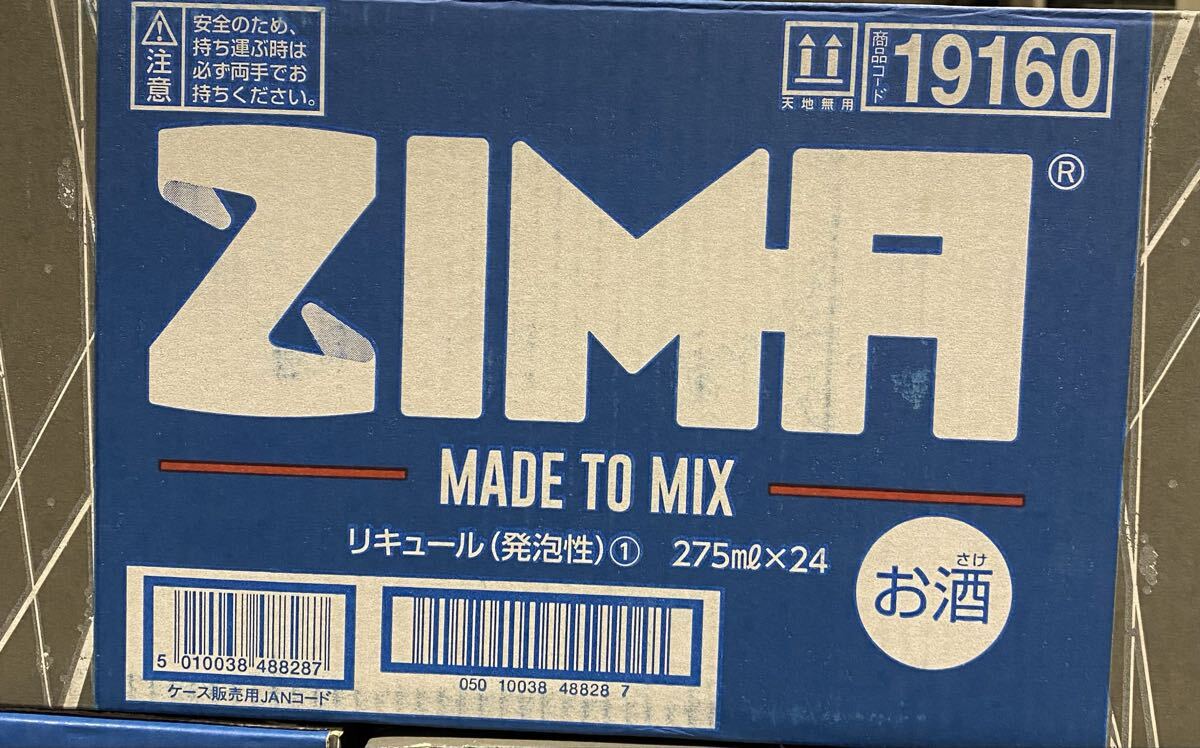 注意
安全のため、
持ち運ぶ時は
必ず両手でお
持ちください。
天地無用
商品コード 19160
ZIMA®
MADE TO MIX
リキュール(発泡性)① 275ml×24
さけ
お酒
5 010038 488287
ケース販売用JANコード
050 10038 48828 7